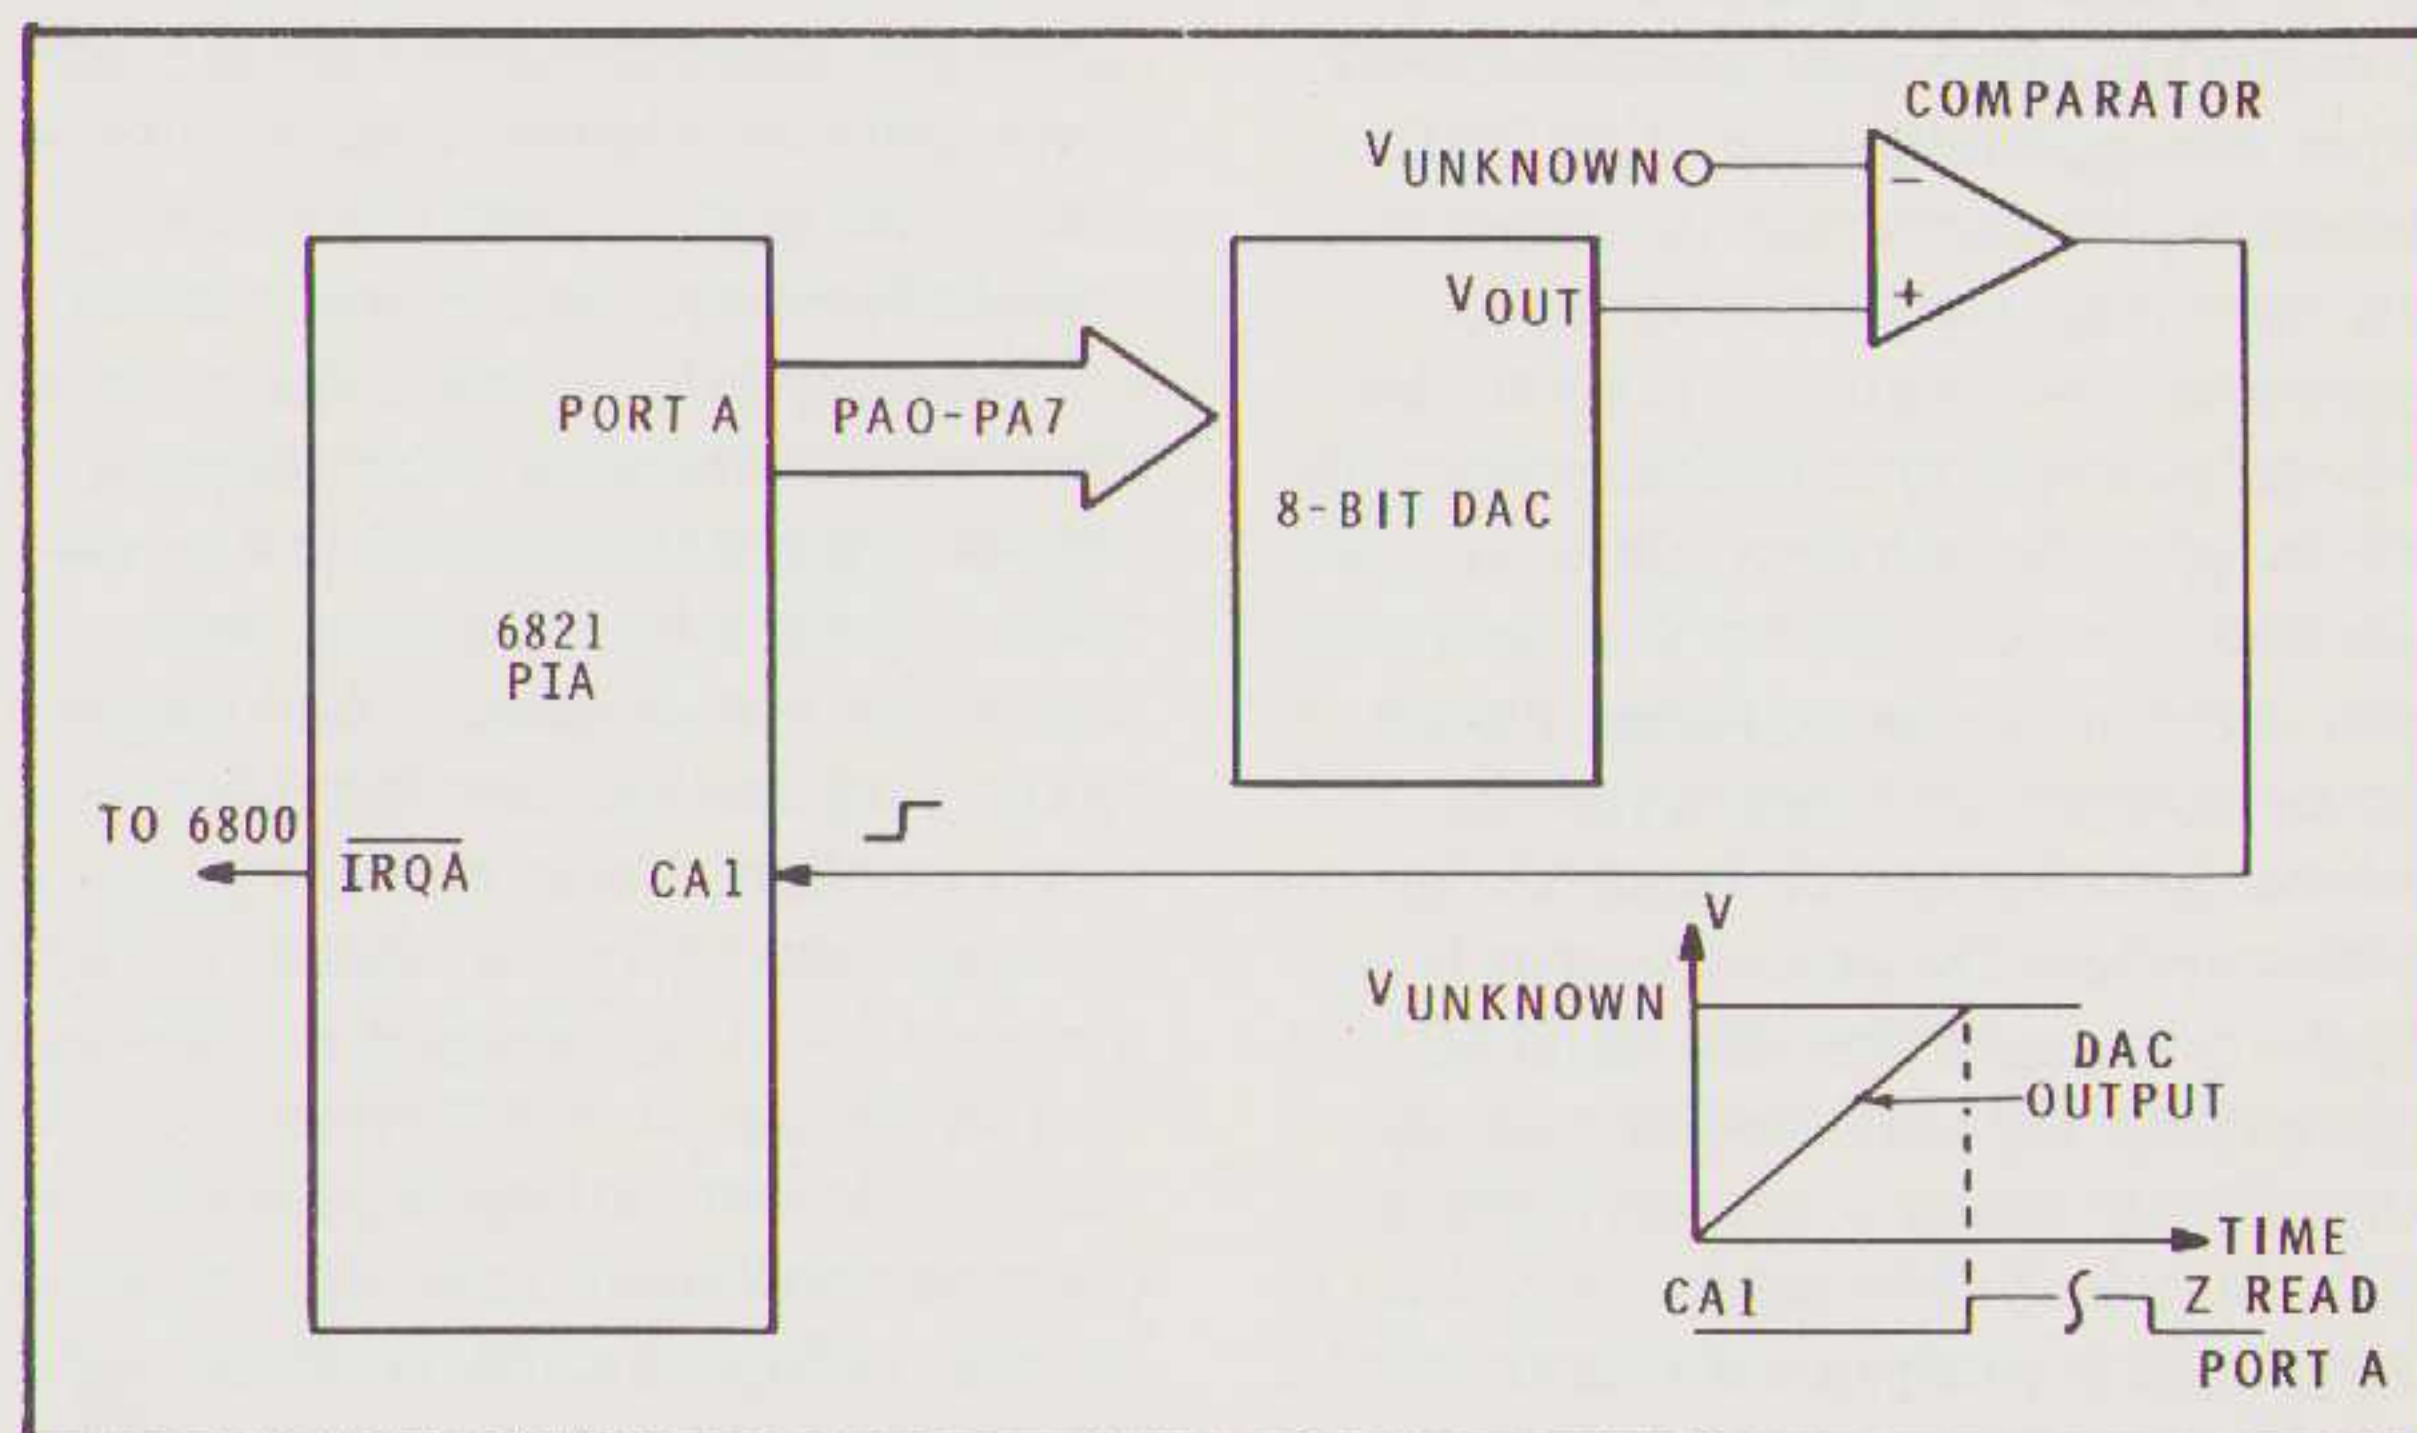 COMPARATOR
VUNKNOWN
−
VOUT
+
PORT A
PA0-PA7
8-BIT DAC
6821
PIA
TO 6800
IRQA
CA1
V
VUNKNOWN
DAC
OUTPUT
TIME
CA1
Z READ
PORT A